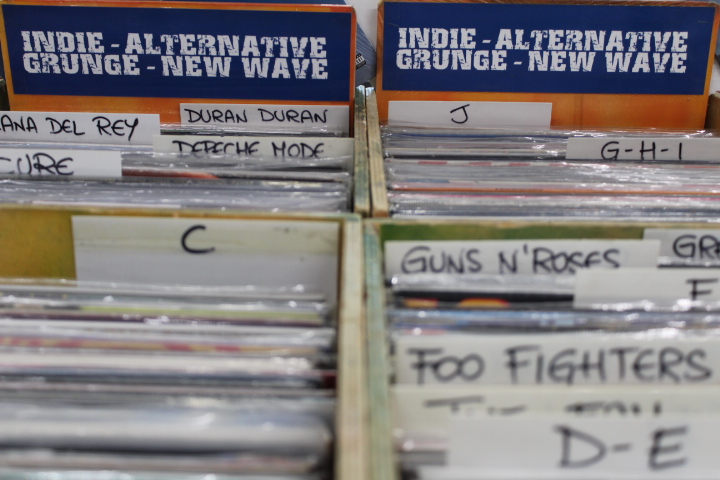 INDIE - ALTERNATIVE
GRUNGE - NEW WAVE
INDIE - ALTERNATIVE
GRUNGE - NEW WAVE
ANA DEL REY
DURAN DURAN
J
CURE
DEPECHE MODE
G-H-I
C
GUNS N' ROSES
FOO FIGHTERS
D-E